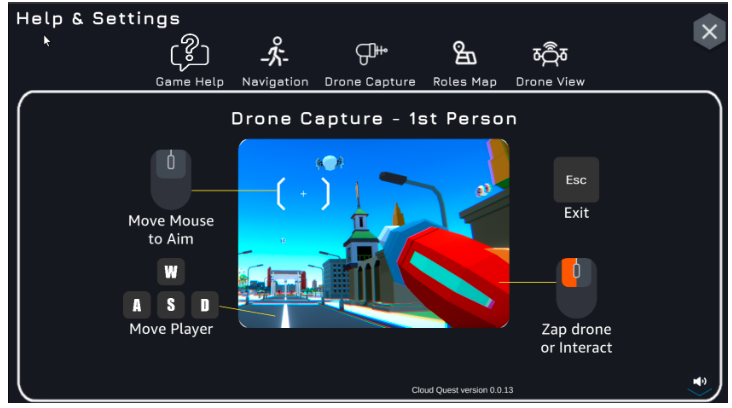 Help & Settings
Game Help
Navigation
Drone Capture
Roles Map
Drone View
Drone Capture - 1st Person
Move Mouse
to Aim
W
A S D
Move Player
Esc
Exit
Zap drone
or Interact
Cloud Quest version 0.0.13